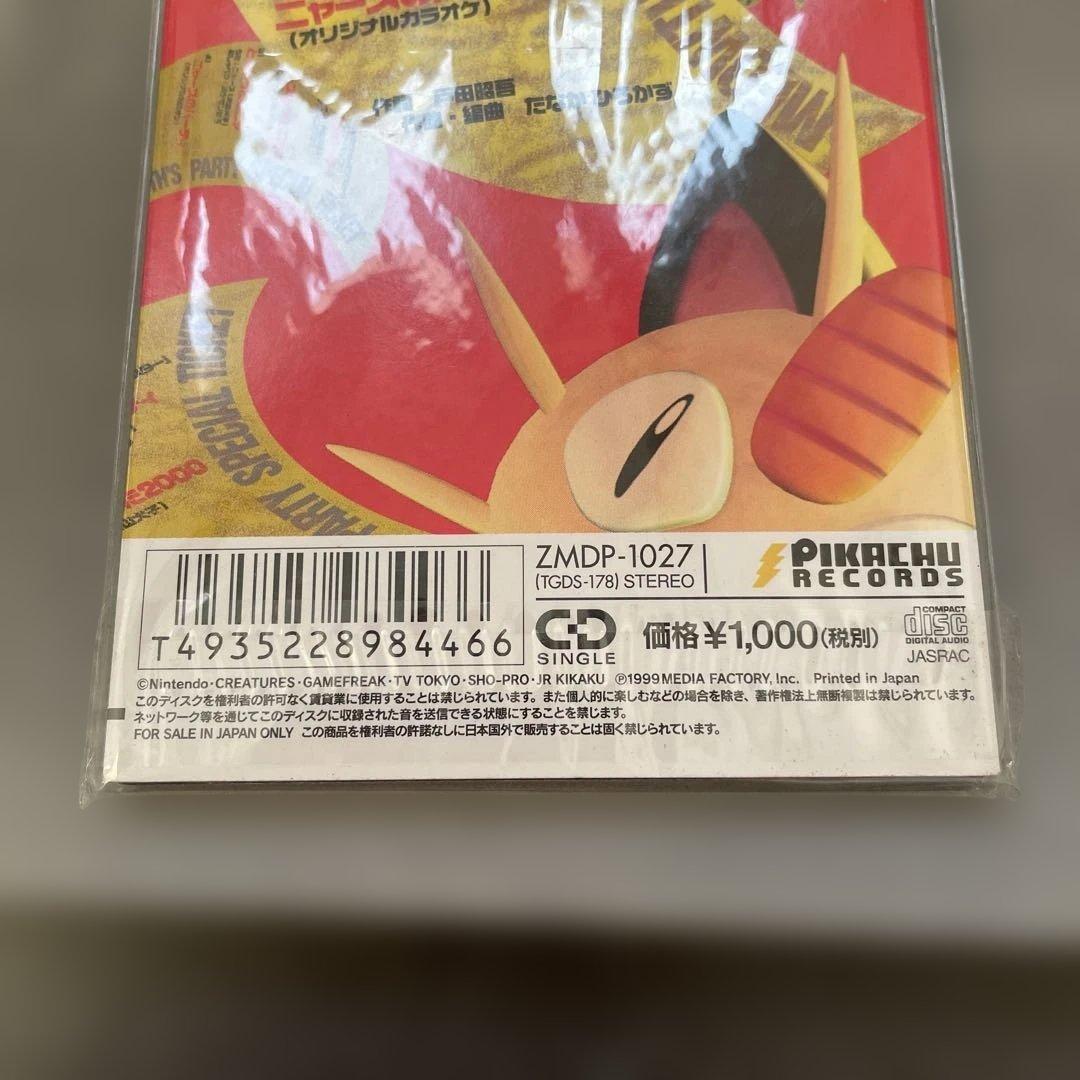 (オリジナルカラオケ)
作曲・編曲 たなかひろかず
PARTY SPECIAL TICKET
ZMDP-1027
(TGDS-178) STEREO
PIKACHU
RECORDS
T4935228984466
CD
SINGLE
価格¥1,000(税別)
COMPACT
disc
DIGITAL AUDIO
JASRAC
©Nintendo・CREATURES・GAMEFREAK・TV TOKYO・SHO-PRO・JR KIKAKU ℗1999 MEDIA FACTORY, Inc. Printed in Japan
このディスクを権利者の許可なく賃貸業に使用することは禁じられています。また個人的に楽しむなどの場合を除き、著作権法上無断複製は禁じられています。
ネットワーク等を通じてこのディスクに収録された音を送信できる状態にすることを禁じます。
FOR SALE IN JAPAN ONLY この商品を権利者の許諾なしに日本国外で販売することは固く禁じられています。